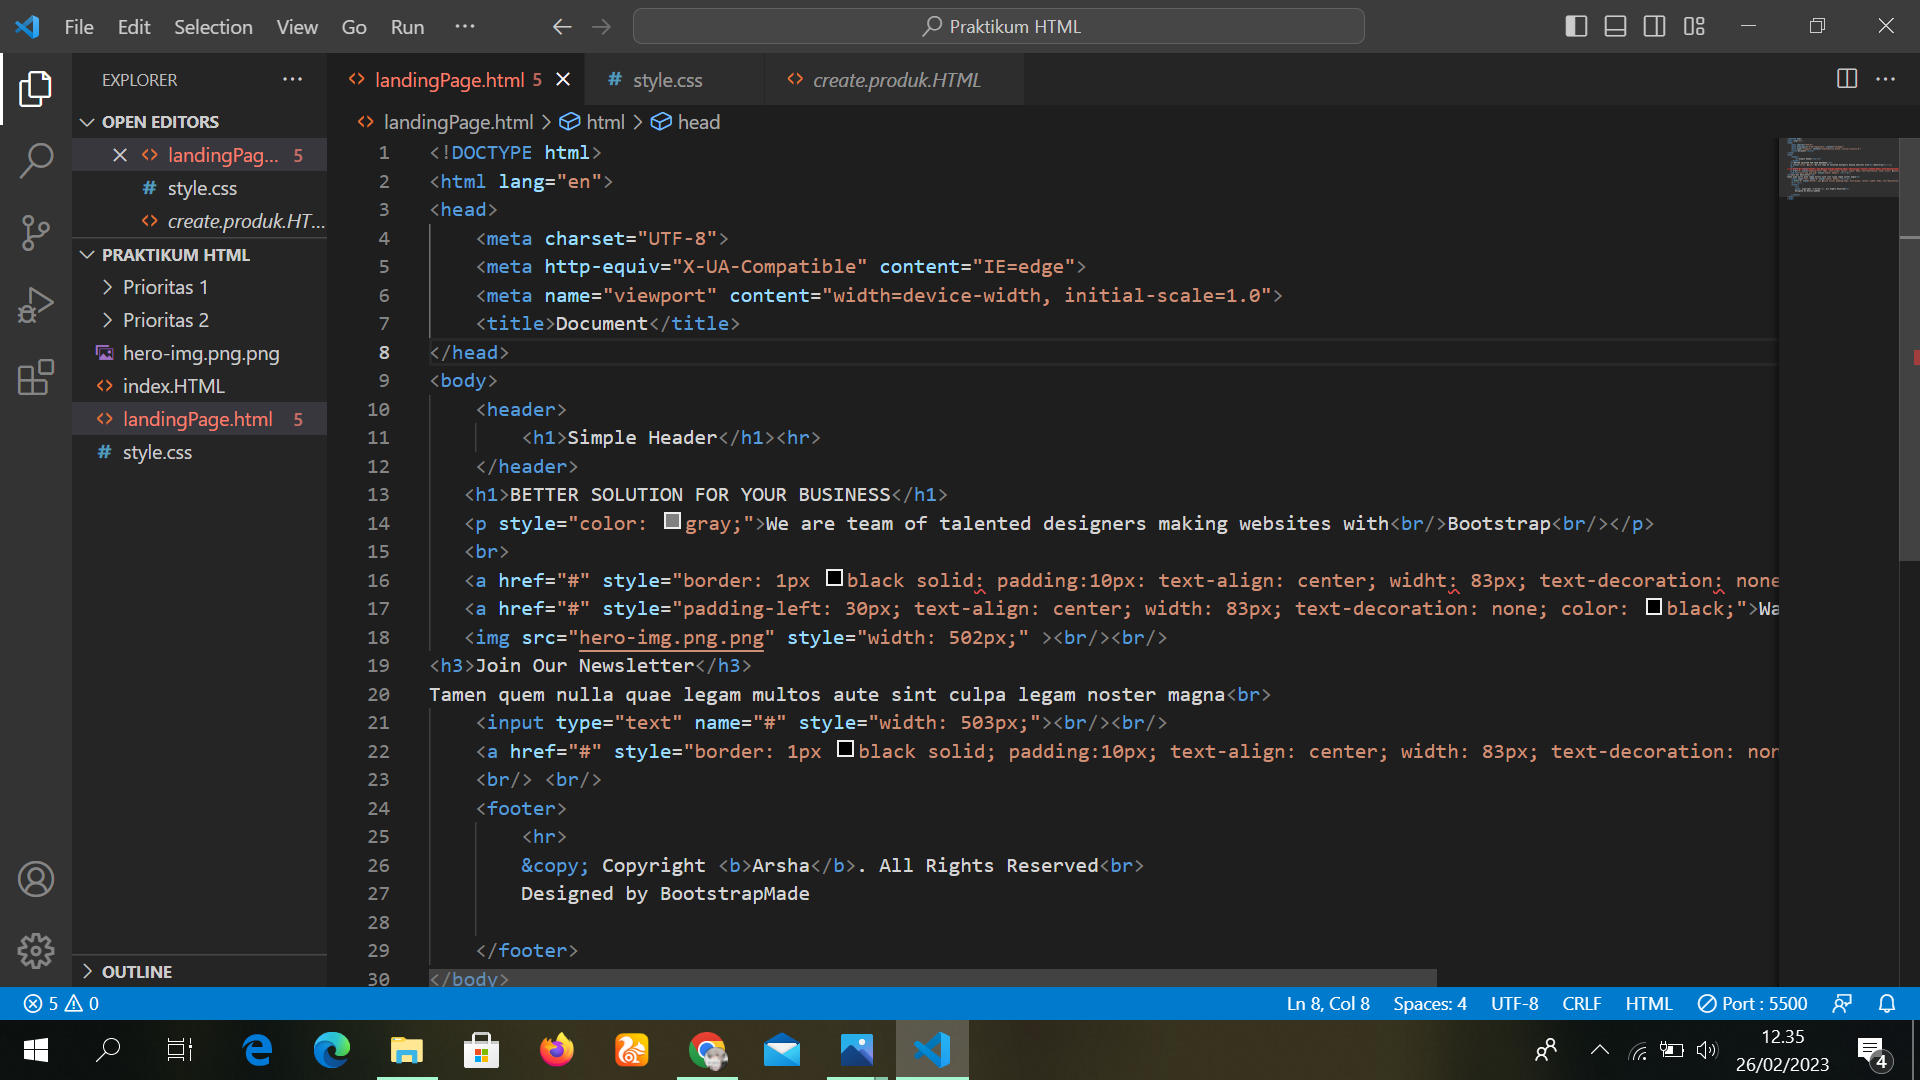 File Edit Selection View Go Run ···
Praktikum HTML
EXPLORER ···
landingPage.html 5
style.css
create.produk.HTML
OPEN EDITORS
landingPag... 5
style.css
create.produk.HT...
PRAKTIKUM HTML
Prioritas 1
Prioritas 2
hero-img.png.png
index.HTML
landingPage.html 5
style.css
OUTLINE
landingPage.html > html > head
1 <!DOCTYPE html>
2 <html lang="en">
3 <head>
4 <meta charset="UTF-8">
5 <meta http-equiv="X-UA-Compatible" content="IE=edge">
6 <meta name="viewport" content="width=device-width, initial-scale=1.0">
7 <title>Document</title>
8 </head>
9 <body>
10 <header>
11 <h1>Simple Header</h1><hr>
12 </header>
13 <h1>BETTER SOLUTION FOR YOUR BUSINESS</h1>
14 <p style="color: gray;">We are team of talented designers making websites with<br/>Bootstrap<br/></p>
15 <br>
16 <a href="#" style="border: 1px black solid: padding:10px: text-align: center; widht: 83px; text-decoration: none
17 <a href="#" style="padding-left: 30px; text-align: center; width: 83px; text-decoration: none; color: black;">Wa
18 <img src="hero-img.png.png" style="width: 502px;" ><br/><br/>
19 <h3>Join Our Newsletter</h3>
20 Tamen quem nulla quae legam multos aute sint culpa legam noster magna<br>
21 <input type="text" name="#" style="width: 503px;"><br/><br/>
22 <a href="#" style="border: 1px black solid; padding:10px; text-align: center; width: 83px; text-decoration: non
23 <br/> <br/>
24 <footer>
25 <hr>
26 &copy; Copyright <b>Arsha</b>. All Rights Reserved<br>
27 Designed by BootstrapMade
28
29 </footer>
30 </body>
5 0
Ln 8, Col 8 Spaces: 4 UTF-8 CRLF HTML Port : 5500
12.35
26/02/2023
4